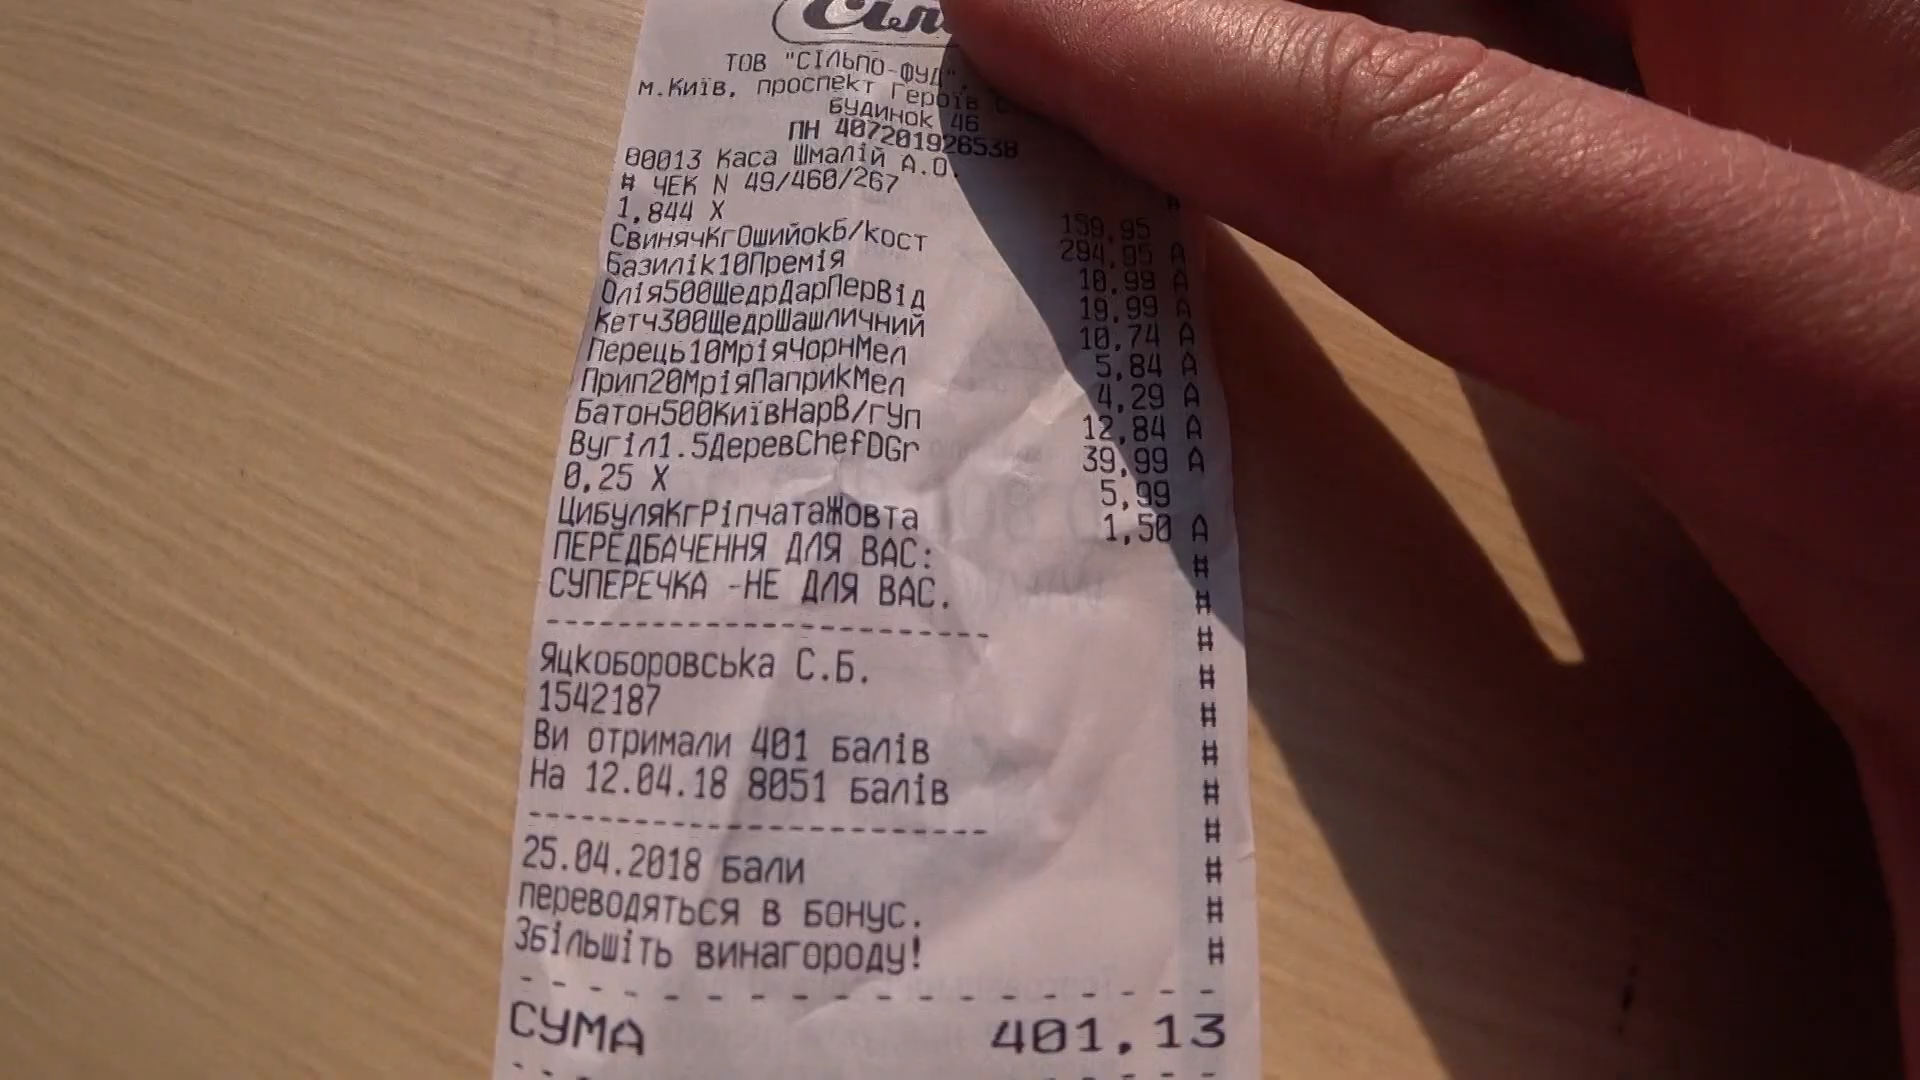 ТОВ "СІЛЬПО-ФУД",
м.Київ, проспект Героїв
Будинок 46
ПН 407201926538
00013 Каса Шмалій А.О.
# ЧЕК N 49/460/267 #
1,844 X 159,95
СвинячКгОшийокБ/кост 294,95 А
Базилік10Премія 10,99 А
Олія500ЩедрДарПерВід 19,99 А
Кетч300ЩедрШашличний 10,74 А
Перець10МріяЧорнМел 5,84 А
Прип20МріяПаприкМел 4,29 А
Батон500КиївНарВ/гУп 12,84 А
Вугіл1.5ДеревChefDGr 39,99 А
0,25 X 5,99
ЦибуляКгРіпчатаЖовта 1,50 А
ПЕРЕДБАЧЕННЯ ДЛЯ ВАС: #
СУПЕРЕЧКА -НЕ ДЛЯ ВАС. #
--------------------- #
Яцкоборовська С.Б. #
1542187 #
Ви отримали 401 балів #
На 12.04.18 8051 балів #
--------------------- #
25.04.2018 бали #
переводяться в бонус. #
Збільшіть винагороду! #
СУМА 401,13